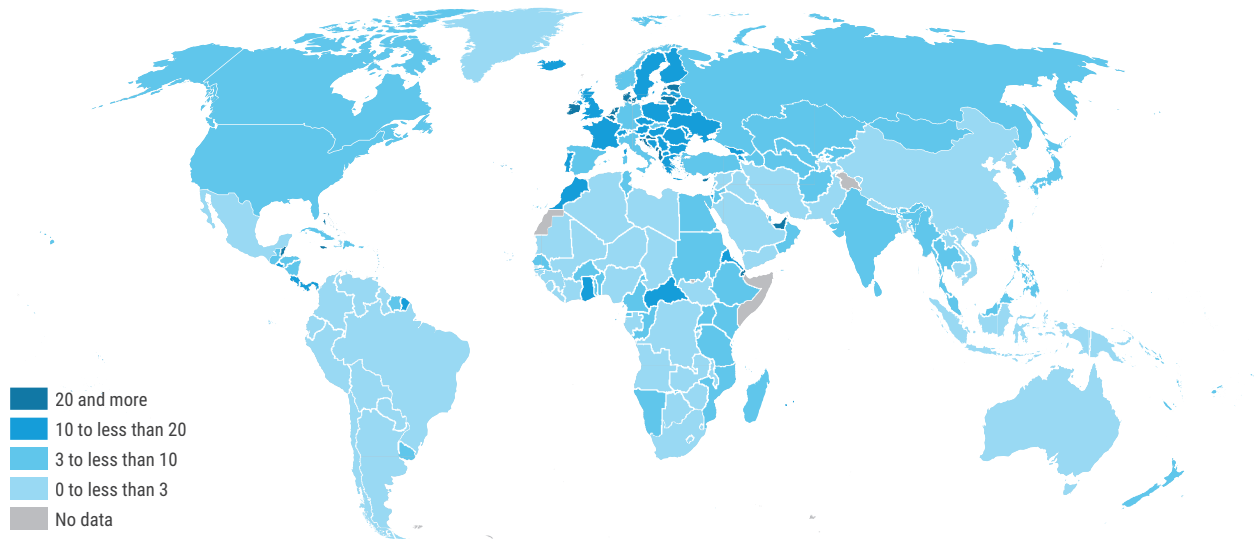 20 and more
10 to less than 20
3 to less than 10
0 to less than 3
No data